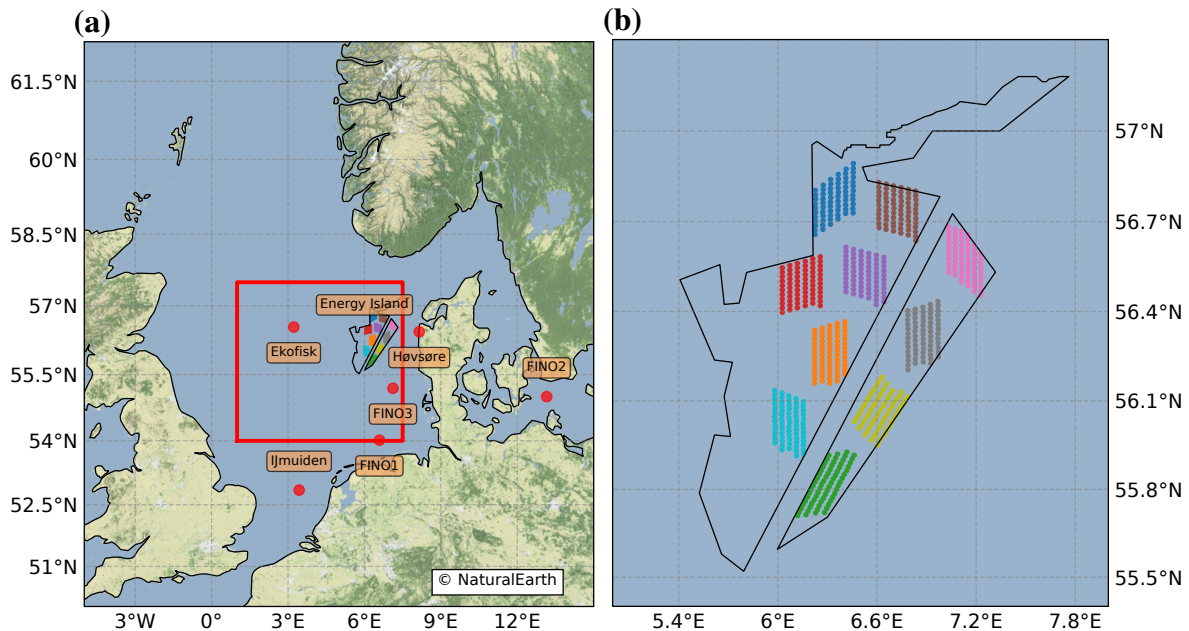 (a)
(b)
61.5°N
60°N
58.5°N
57°N
55.5°N
54°N
52.5°N
51°N
Energy Island
Ekofisk
Høvsøre
FINO2
FINO3
IJmuiden
FINO1
© NaturalEarth
3°W 0° 3°E 6°E 9°E 12°E
57°N
56.7°N
56.4°N
56.1°N
55.8°N
55.5°N
5.4°E 6°E 6.6°E 7.2°E 7.8°E